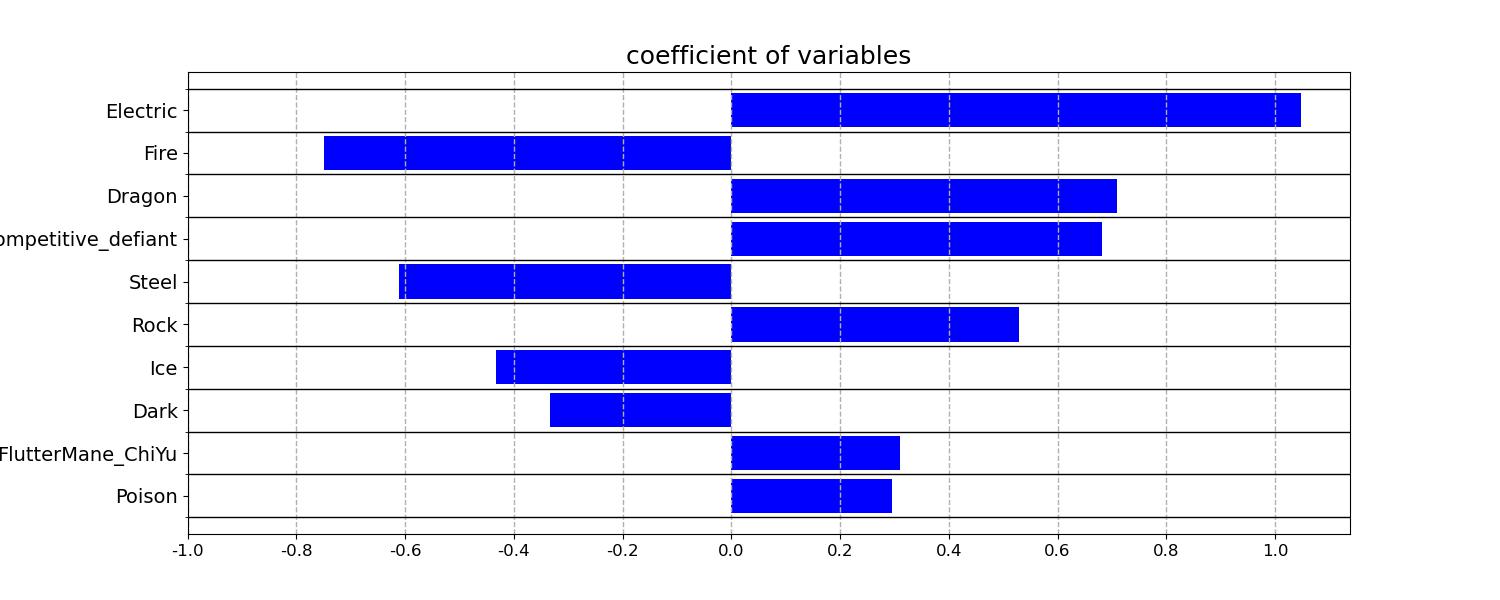 coefficient of variables
Electric
Fire
Dragon
ompetitive_defiant
Steel
Rock
Ice
Dark
FlutterMane_ChiYu
Poison
-1.0 -0.8 -0.6 -0.4 -0.2 0.0 0.2 0.4 0.6 0.8 1.0